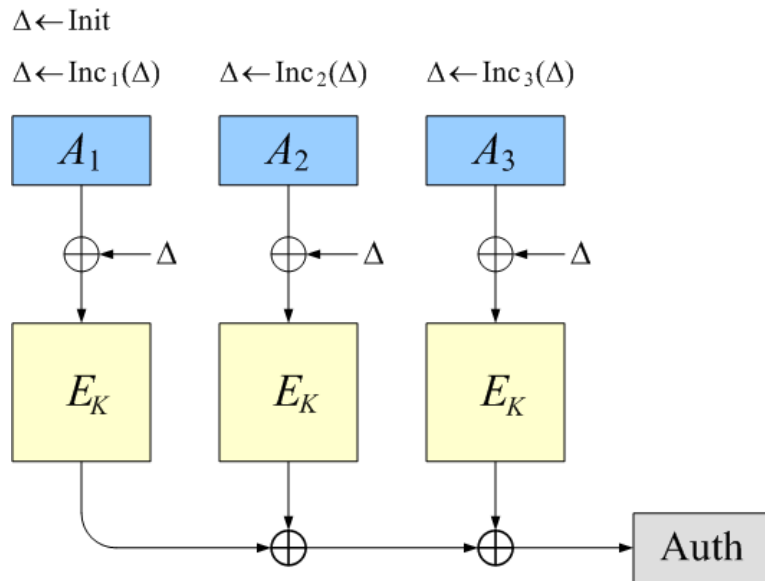 Δ←Init
Δ←Inc₁(Δ) Δ←Inc₂(Δ) Δ←Inc₃(Δ)
A₁ A₂ A₃
Δ Δ Δ
E_K E_K E_K
Auth